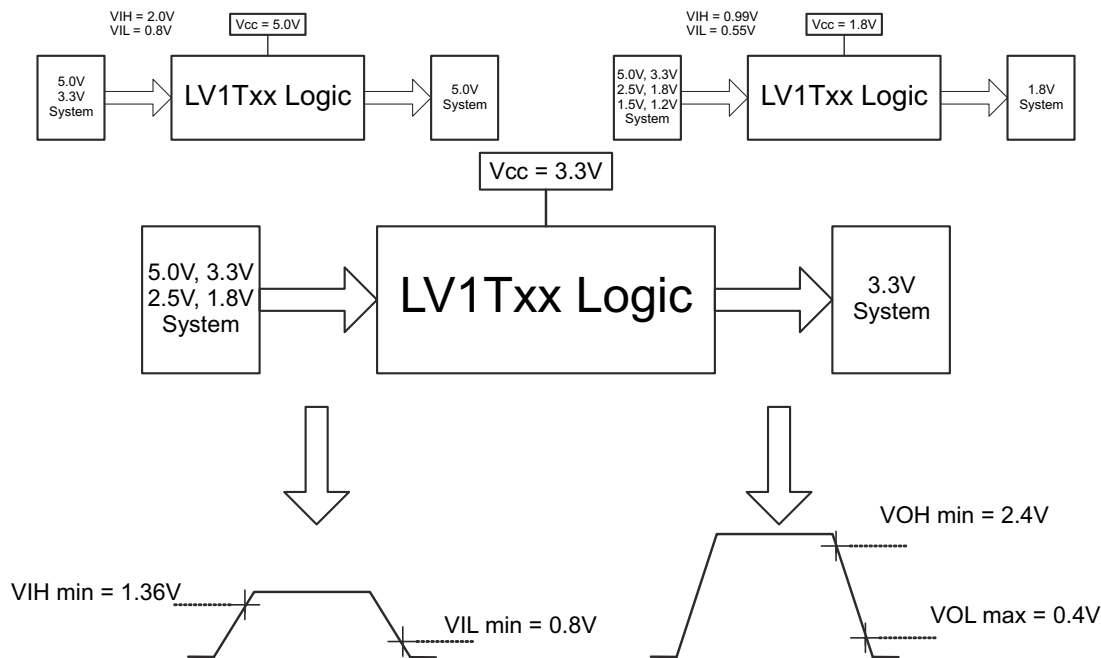 VIH = 2.0V
VIL = 0.8V
Vcc = 5.0V
5.0V
3.3V
System
LV1Txx Logic
5.0V
System
VIH = 0.99V
VIL = 0.55V
Vcc = 1.8V
5.0V, 3.3V
2.5V, 1.8V
1.5V, 1.2V
System
LV1Txx Logic
1.8V
System
Vcc = 3.3V
5.0V, 3.3V
2.5V, 1.8V
System
LV1Txx Logic
3.3V
System
VIH min = 1.36V
VIL min = 0.8V
VOH min = 2.4V
VOL max = 0.4V